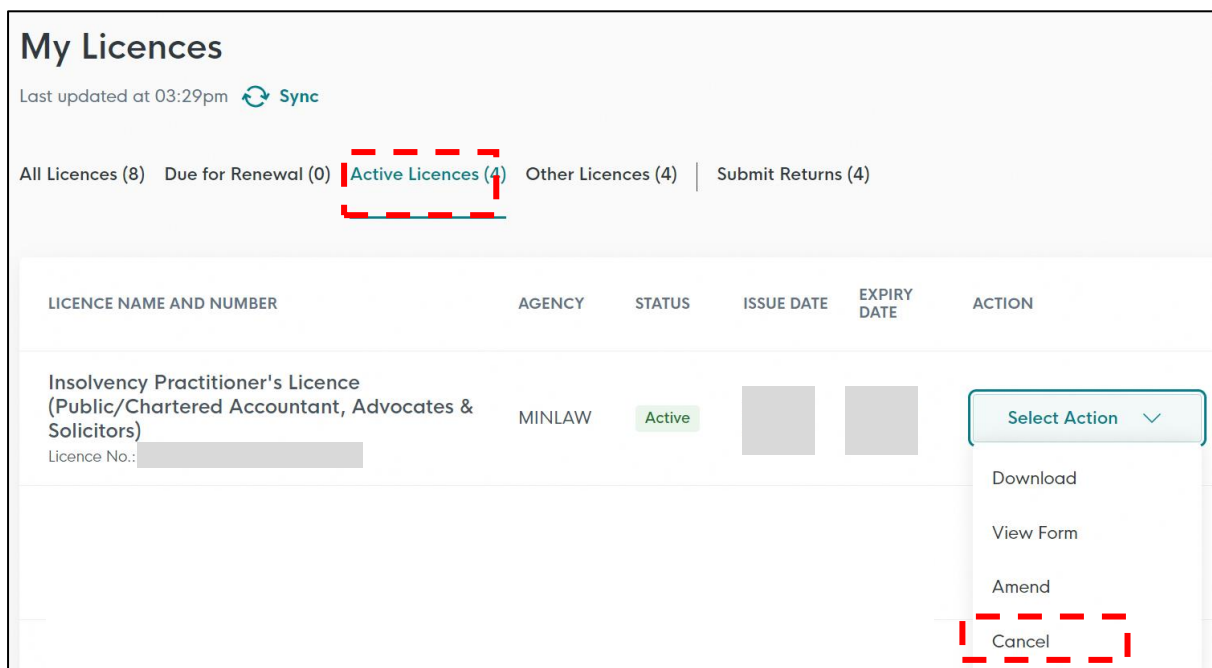 My Licences
Last updated at 03:29pm Sync
All Licences (8) Due for Renewal (0) Active Licences (4) Other Licences (4) Submit Returns (4)
LICENCE NAME AND NUMBER AGENCY STATUS ISSUE DATE EXPIRY DATE ACTION
Insolvency Practitioner's Licence
(Public/Chartered Accountant, Advocates &
Solicitors)
Licence No.:
MINLAW Active Select Action
Download
View Form
Amend
Cancel